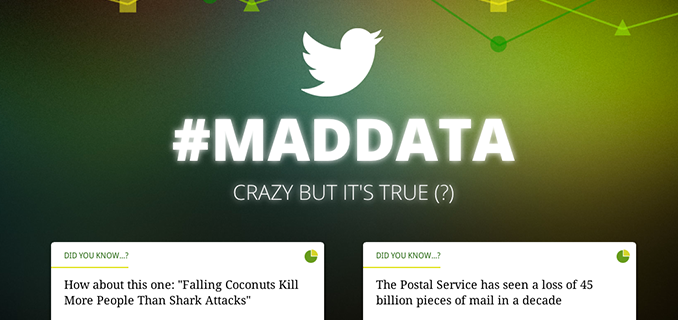 #MADDATA
CRAZY BUT IT'S TRUE (?)
DID YOU KNOW...?
How about this one: "Falling Coconuts Kill
More People Than Shark Attacks"
DID YOU KNOW...?
The Postal Service has seen a loss of 45
billion pieces of mail in a decade